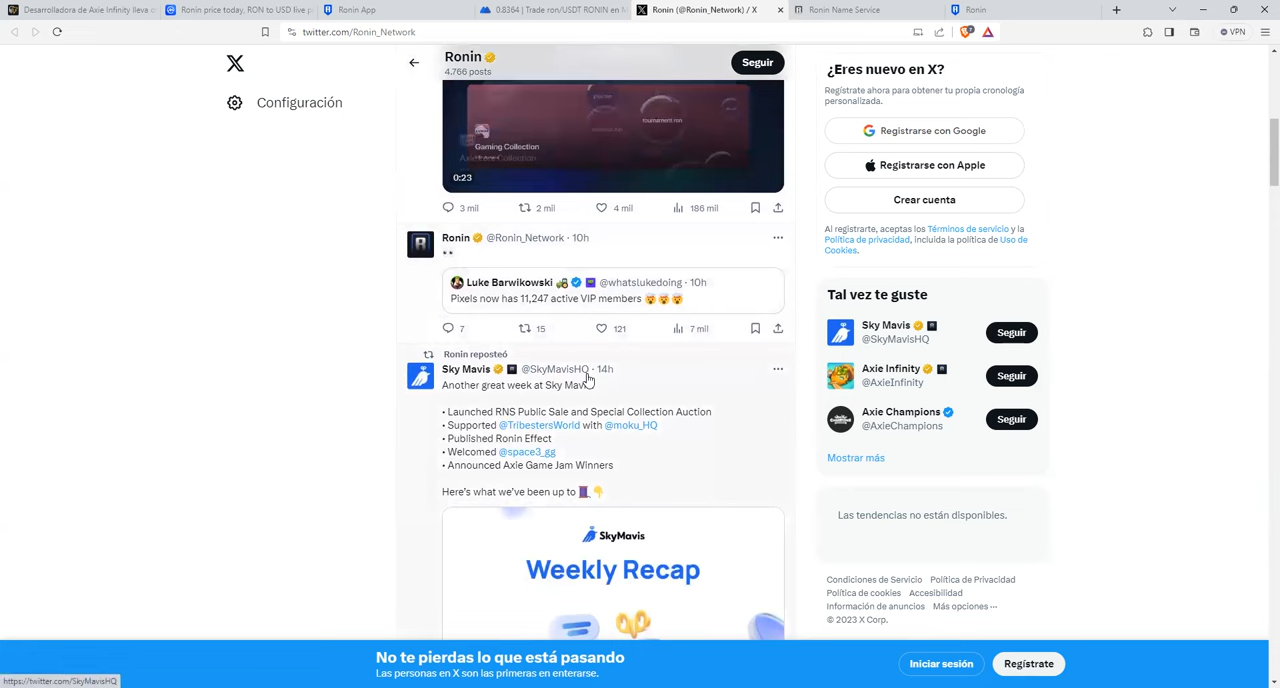 Desarrolladora de Axie Infinity lleva c
Ronin price today, RON to USD live p
Ronin App
0.8364 | Trade ron/USDT RONIN en M
Ronin (@Ronin_Network) / X
Ronin Name Service
Ronin
twitter.com/Ronin_Network
VPN
Configuración
Ronin
4.766 posts
Seguir
tournament.ron
Gaming Collection
0:23
3 mil 2 mil 4 mil 186 mil
Ronin @Ronin_Network · 10h
👀
Luke Barwikowski 🚜 @whatslukedoing · 10h
Pixels now has 11,247 active VIP members 🤯🤯🤯
7 15 121 7 mil
Ronin reposteó
Sky Mavis @SkyMavisHQ · 14h
Another great week at Sky Mavis
• Launched RNS Public Sale and Special Collection Auction
• Supported @TribestersWorld with @moku_HQ
• Published Ronin Effect
• Welcomed @space3_gg
• Announced Axie Game Jam Winners
Here's what we've been up to 🧵👇
SkyMavis
Weekly Recap
¿Eres nuevo en X?
Regístrate ahora para obtener tu propia cronología
personalizada.
Registrarse con Google
Registrarse con Apple
Crear cuenta
Al registrarte, aceptas los Términos de servicio y la
Política de privacidad, incluida la política de Uso de
Cookies.
Tal vez te guste
Sky Mavis
@SkyMavisHQ
Seguir
Axie Infinity
@AxieInfinity
Seguir
Axie Champions
@AxieChampions
Seguir
Mostrar más
Las tendencias no están disponibles.
Condiciones de Servicio Política de Privacidad
Política de cookies Accesibilidad
Información de anuncios Más opciones ···
© 2023 X Corp.
No te pierdas lo que está pasando
Las personas en X son las primeras en enterarse.
Iniciar sesión
Regístrate
https://twitter.com/SkyMavisHQ